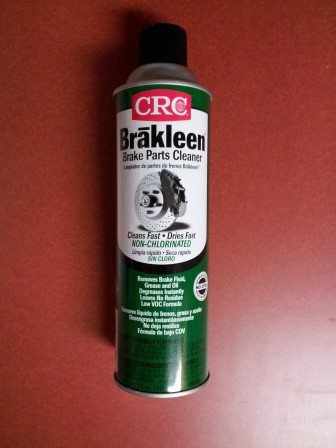 CRC
Brākleen
Brake Parts Cleaner
Limpiador de partes de frenos Brākleen
Cleans Fast • Dries Fast
NON-CHLORINATED
Limpia rápido • Seca rápido
SIN CLORO
Removes Brake Fluid,
Grease and Oil
Degreases Instantly
Leaves No Residue
Low VOC Formula
Remueve líquido de frenos, grasa y aceite
Desengrasa instantáneamente
No deja residuo
Fórmula de bajo COV